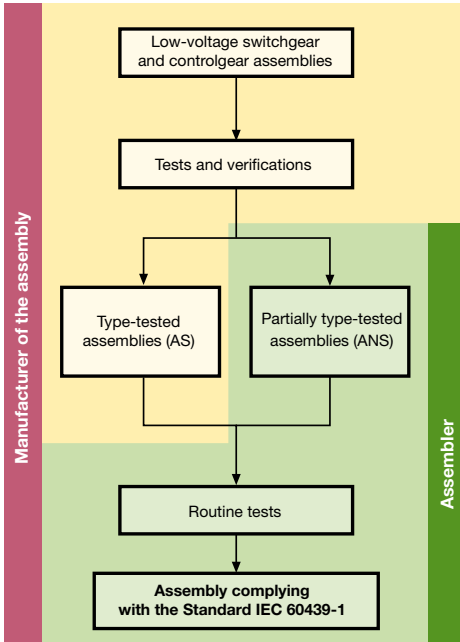 Low-voltage switchgear
and controlgear assemblies
Tests and verifications
Manufacturer of the assembly
Type-tested
assemblies (AS)
Partially type-tested
assemblies (ANS)
Assembler
Routine tests
Assembly complying
with the Standard IEC 60439-1